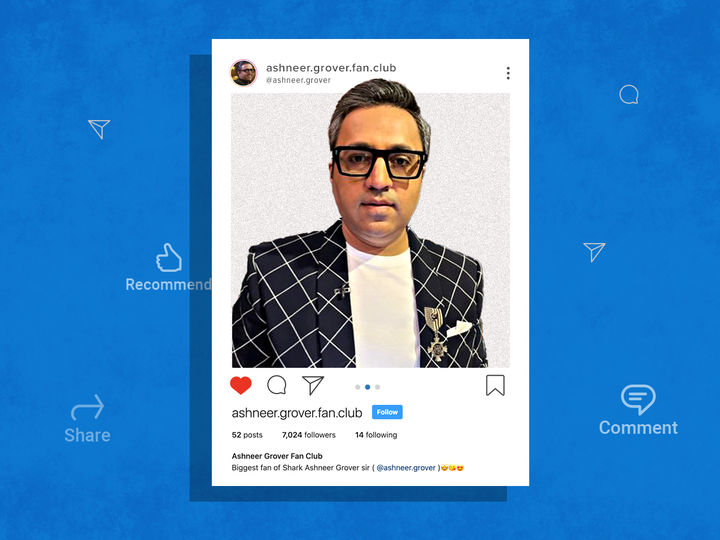 ashneer.grover.fan.club
@ashneer.grover
Recommend
Share
Comment
ashneer.grover.fan.club Follow
52 posts 7,024 followers 14 following
Ashneer Grover Fan Club
Biggest fan of Shark Ashneer Grover sir ( @ashneer.grover )🤩😘😍